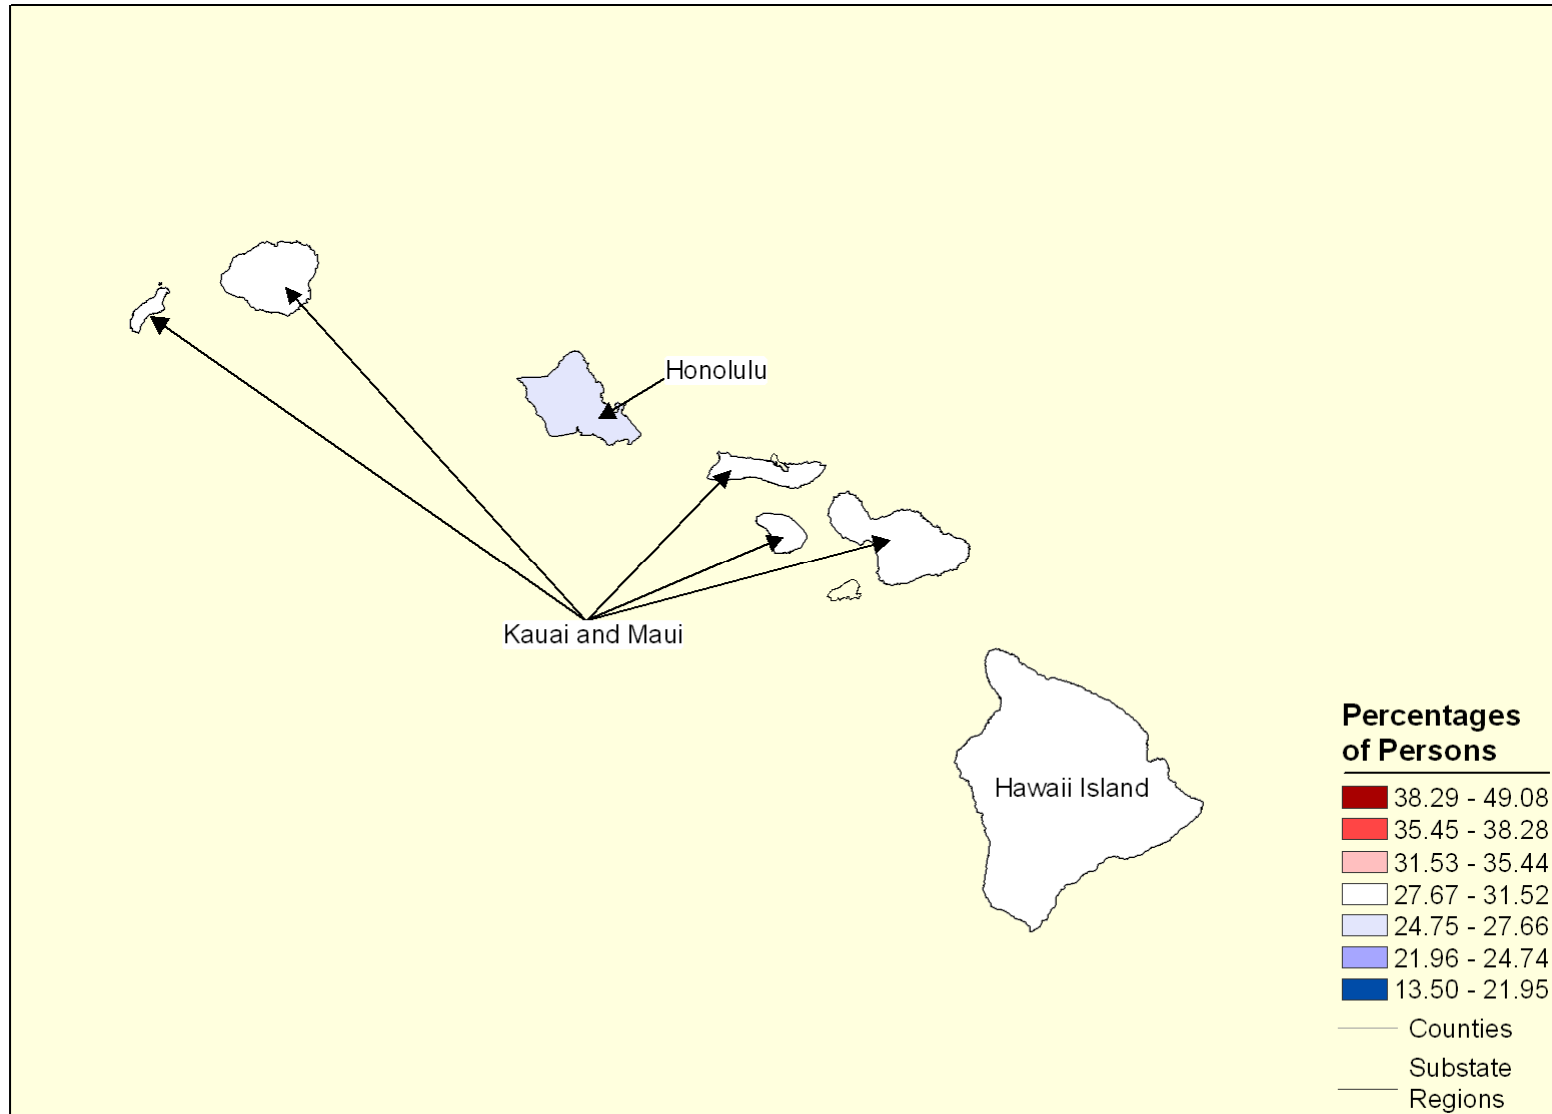 Honolulu
Kauai and Maui
Hawaii Island
Percentages
of Persons
38.29 - 49.08
35.45 - 38.28
31.53 - 35.44
27.67 - 31.52
24.75 - 27.66
21.96 - 24.74
13.50 - 21.95
Counties
Substate
Regions